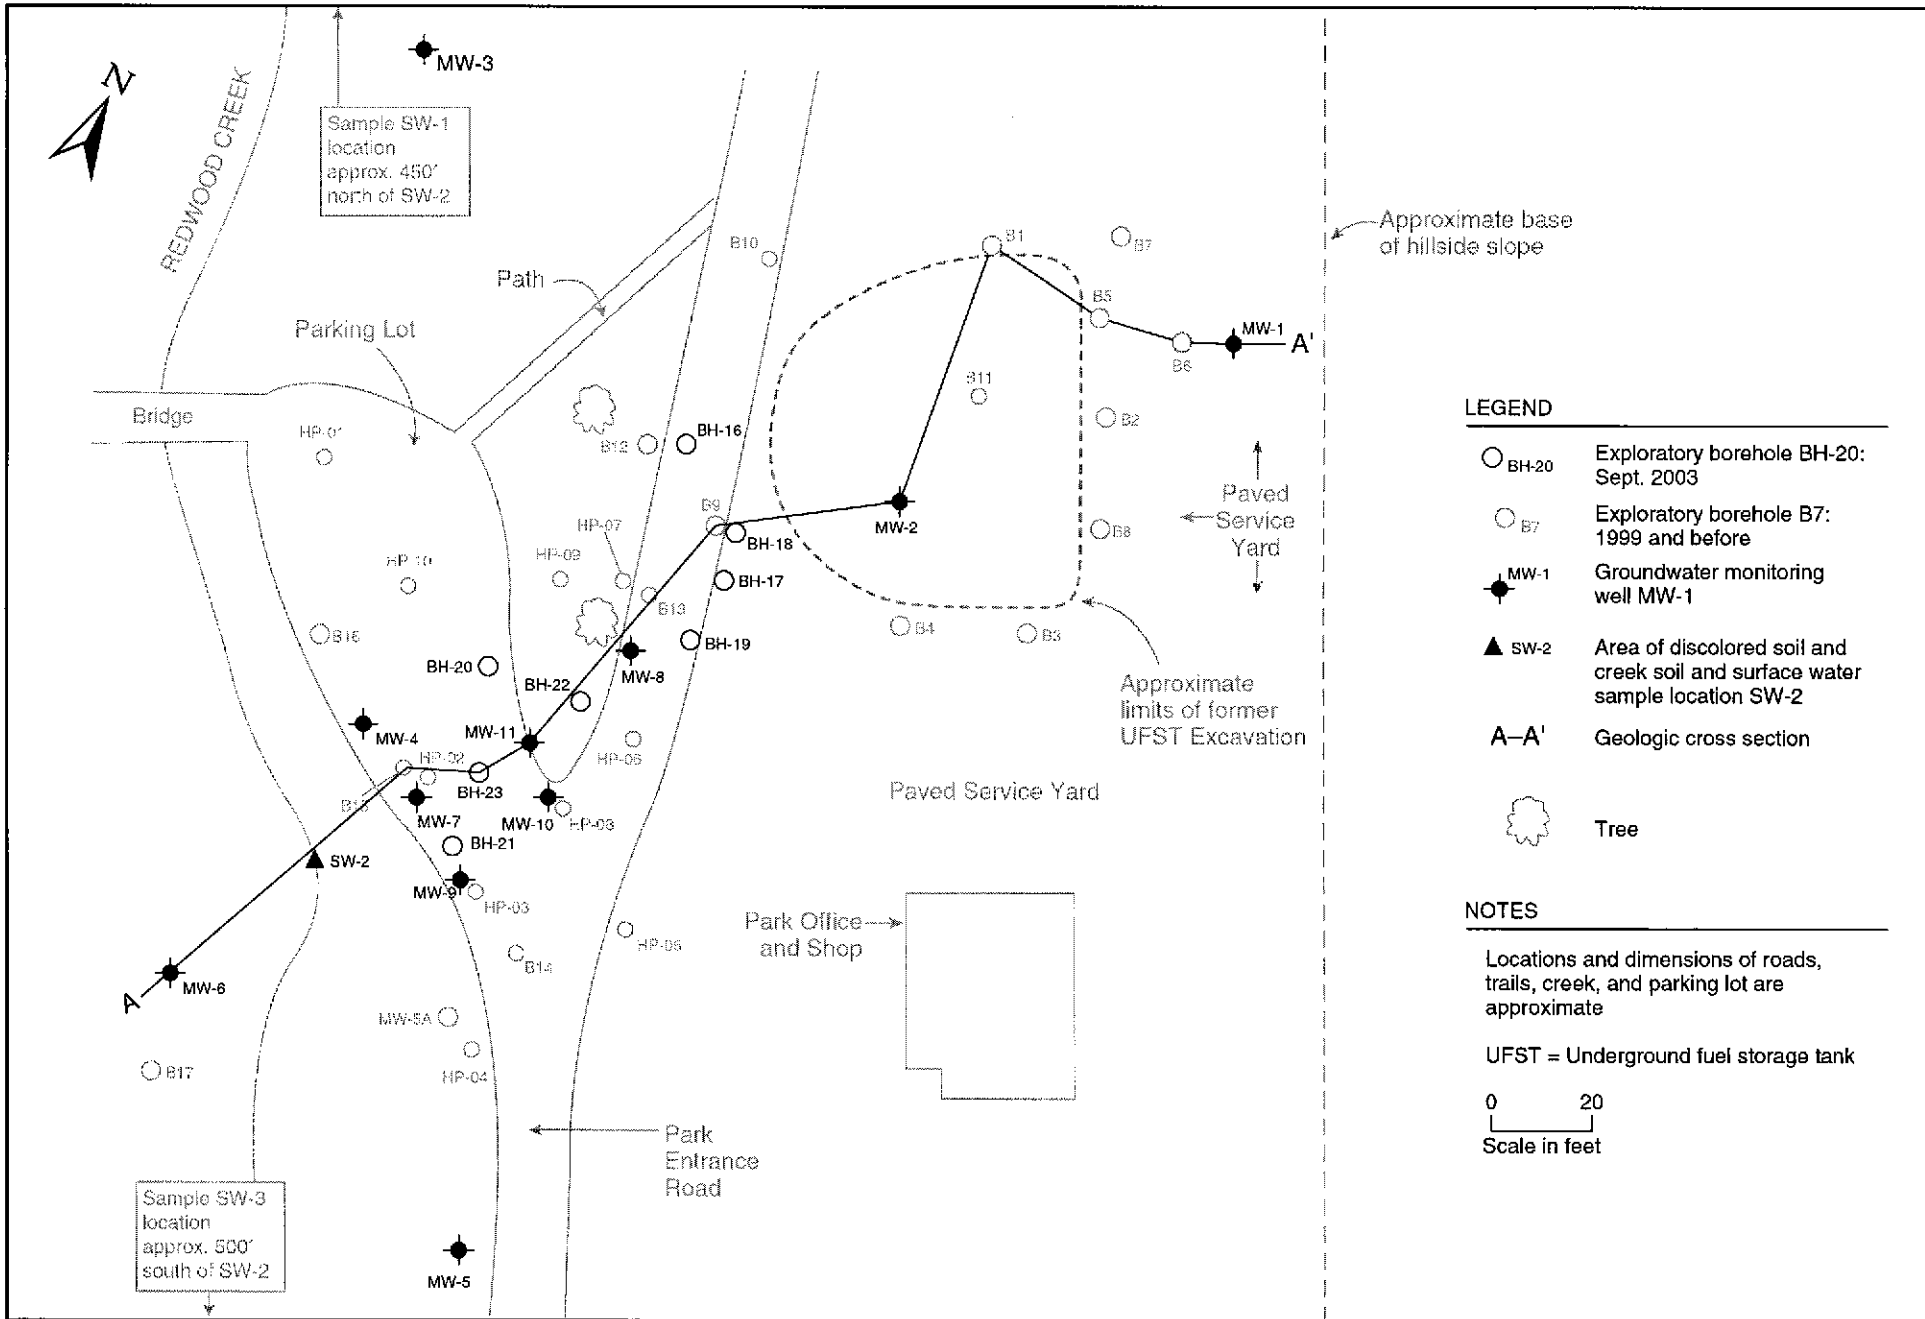 N
MW-3
REDWOOD CREEK
Sample SW-1
location
approx. 450'
north of SW-2
B10
B1
B7
Approximate base
of hillside slope
Path
Parking Lot
B5
MW-1
A'
B6
B11
B2
Bridge
HP-01
B12
BH-16
Paved
Service
Yard
B9
BH-18
MW-2
B8
HP-07
HP-09
BH-17
HP-10
B13
B4
B3
BH-19
BH-20
MW-8
BH-22
Approximate
limits of former
UFST Excavation
MW-4
MW-11
HP-02
HP-06
BH-23
MW-7
MW-10
HP-03
Paved Service Yard
BH-21
SW-2
MW-9
HP-03
Park Office
and Shop
HP-05
B14
A
MW-6
MW-5A
HP-04
B17
Park
Entrance
Road
Sample SW-3
location
approx. 500'
south of SW-2
MW-5
LEGEND
BH-20
Exploratory borehole BH-20:
Sept. 2003
B7
Exploratory borehole B7:
1999 and before
MW-1
Groundwater monitoring
well MW-1
SW-2
Area of discolored soil and
creek soil and surface water
sample location SW-2
A–A'
Geologic cross section
Tree
NOTES
Locations and dimensions of roads,
trails, creek, and parking lot are
approximate
UFST = Underground fuel storage tank
0 20
Scale in feet